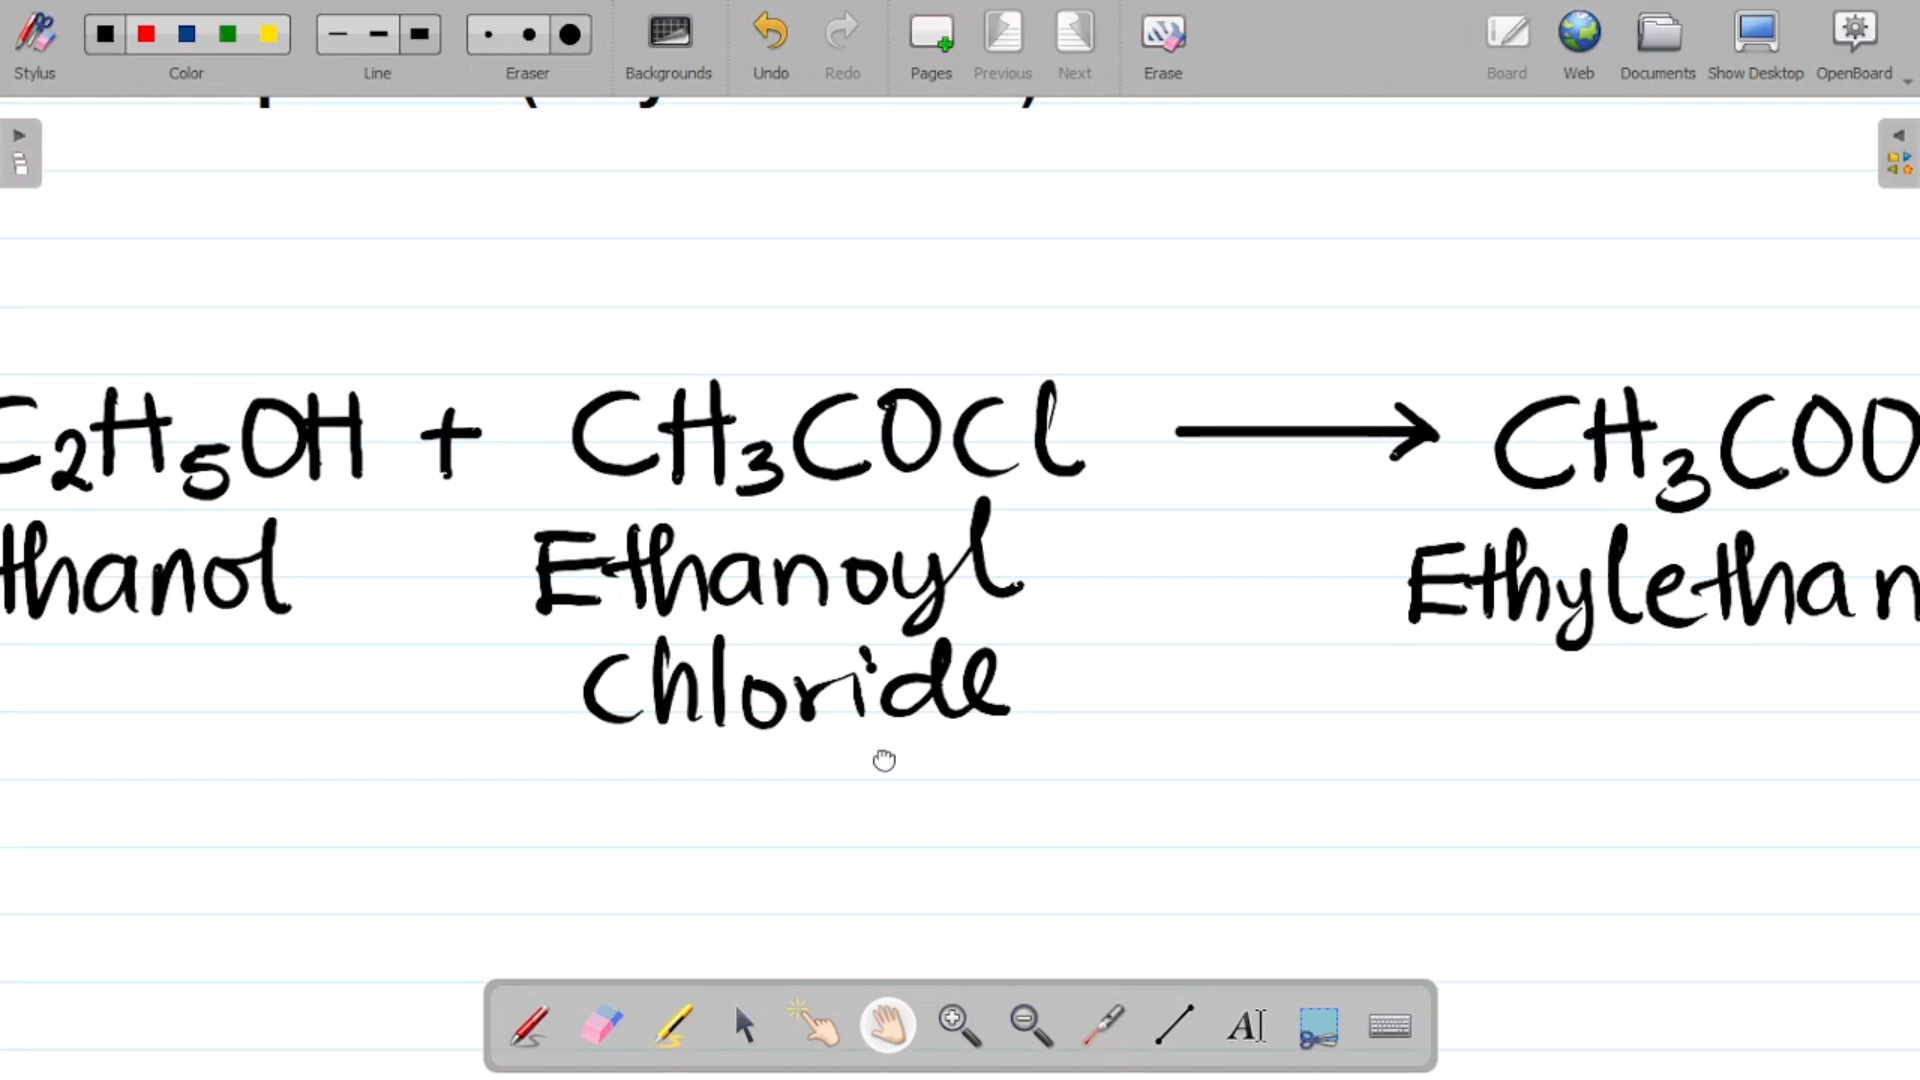 Stylus Color Line Eraser Backgrounds Undo Redo Pages Previous Next Erase Board Web Documents Show Desktop OpenBoard
C2H5OH + CH3COCl → CH3COO
thanol Ethanoyl Ethylethan
Chloride